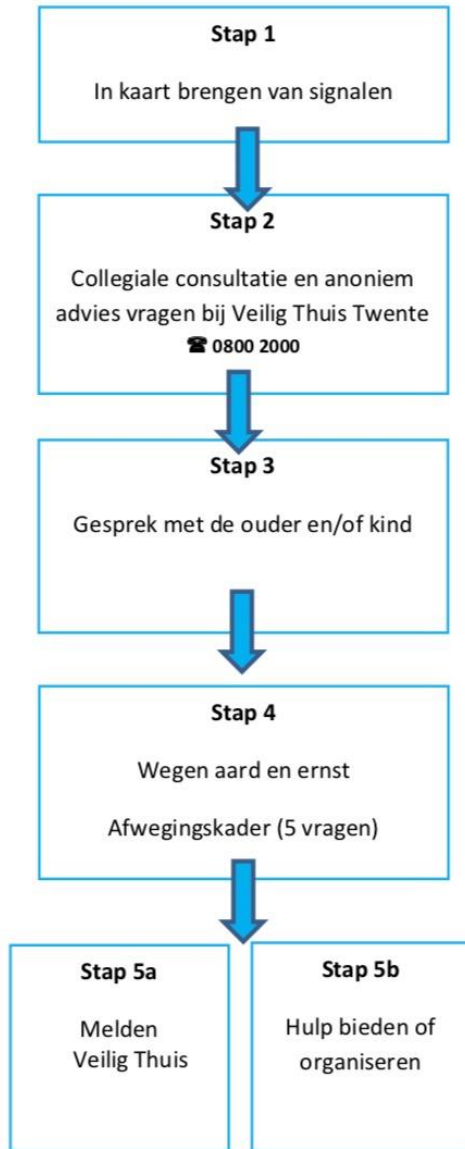 Stap 1
In kaart brengen van signalen
Stap 2
Collegiale consultatie en anoniem
advies vragen bij Veilig Thuis Twente
☎ 0800 2000
Stap 3
Gesprek met de ouder en/of kind
Stap 4
Wegen aard en ernst
Afwegingskader (5 vragen)
Stap 5a
Melden
Veilig Thuis
Stap 5b
Hulp bieden of
organiseren